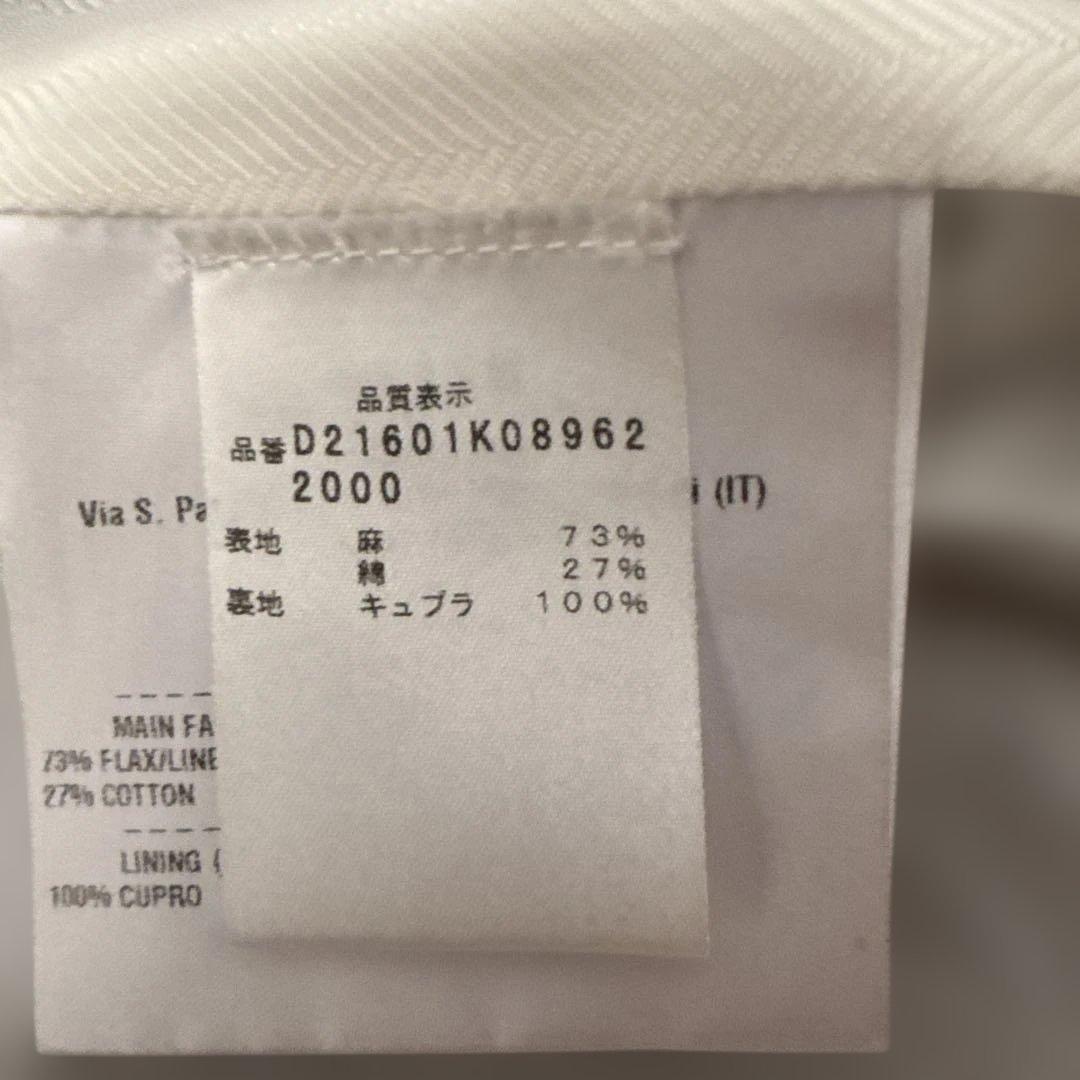 品質表示
品番D21601K08962
2000
Via S. Pa
i (IT)
表地 麻 73%
綿 27%
裏地 キュプラ 100%
MAIN FA
73% FLAX/LINE
27% COTTON
LINING (
100% CUPRO